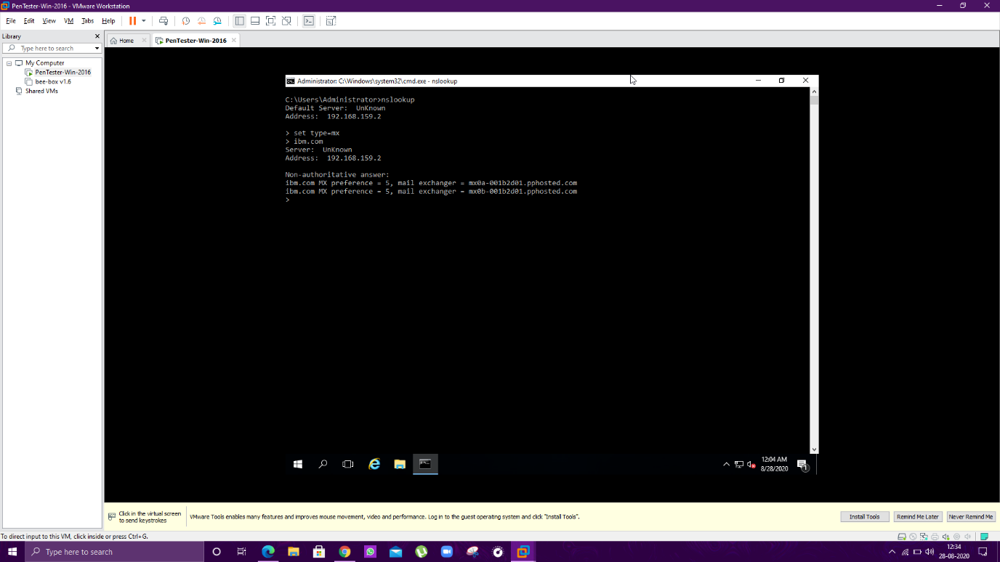 PenTester-Win-2016 - VMware Workstation
File Edit View VM Tabs Help
Library
Type here to search
My Computer
PenTester-Win-2016
bee-box v1.6
Shared VMs
Home
PenTester-Win-2016
Administrator: C:\Windows\system32\cmd.exe - nslookup
C:\Users\Administrator>nslookup
Default Server:  UnKnown
Address:  192.168.159.2
> set type=mx
> ibm.com
Server:  UnKnown
Address:  192.168.159.2
Non-authoritative answer:
ibm.com MX preference = 5, mail exchanger = mx0a-001b2d01.pphosted.com
ibm.com MX preference = 5, mail exchanger = mx0b-001b2d01.pphosted.com
>
12:04 AM
8/28/2020
1
Click in the virtual screen
to send keystrokes
VMware Tools enables many features and improves mouse movement, video and performance. Log in to the guest operating system and click "Install Tools".
Install Tools
Remind Me Later
Never Remind Me
To direct input to this VM, click inside or press Ctrl+G.
Type here to search
12:34
28-08-2020